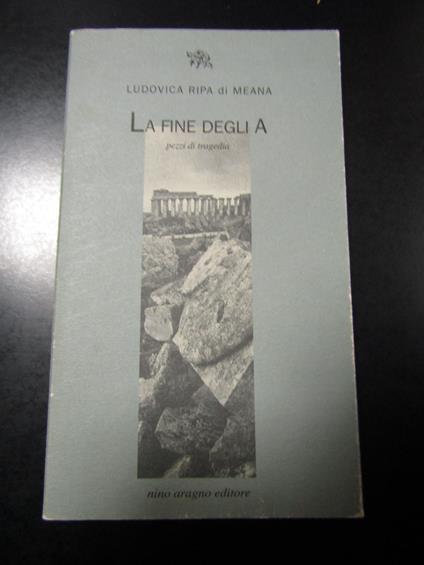 LUDOVICA RIPA di MEANA
LA FINE DEGLI A
pezzi di tragedia
nino aragno editore